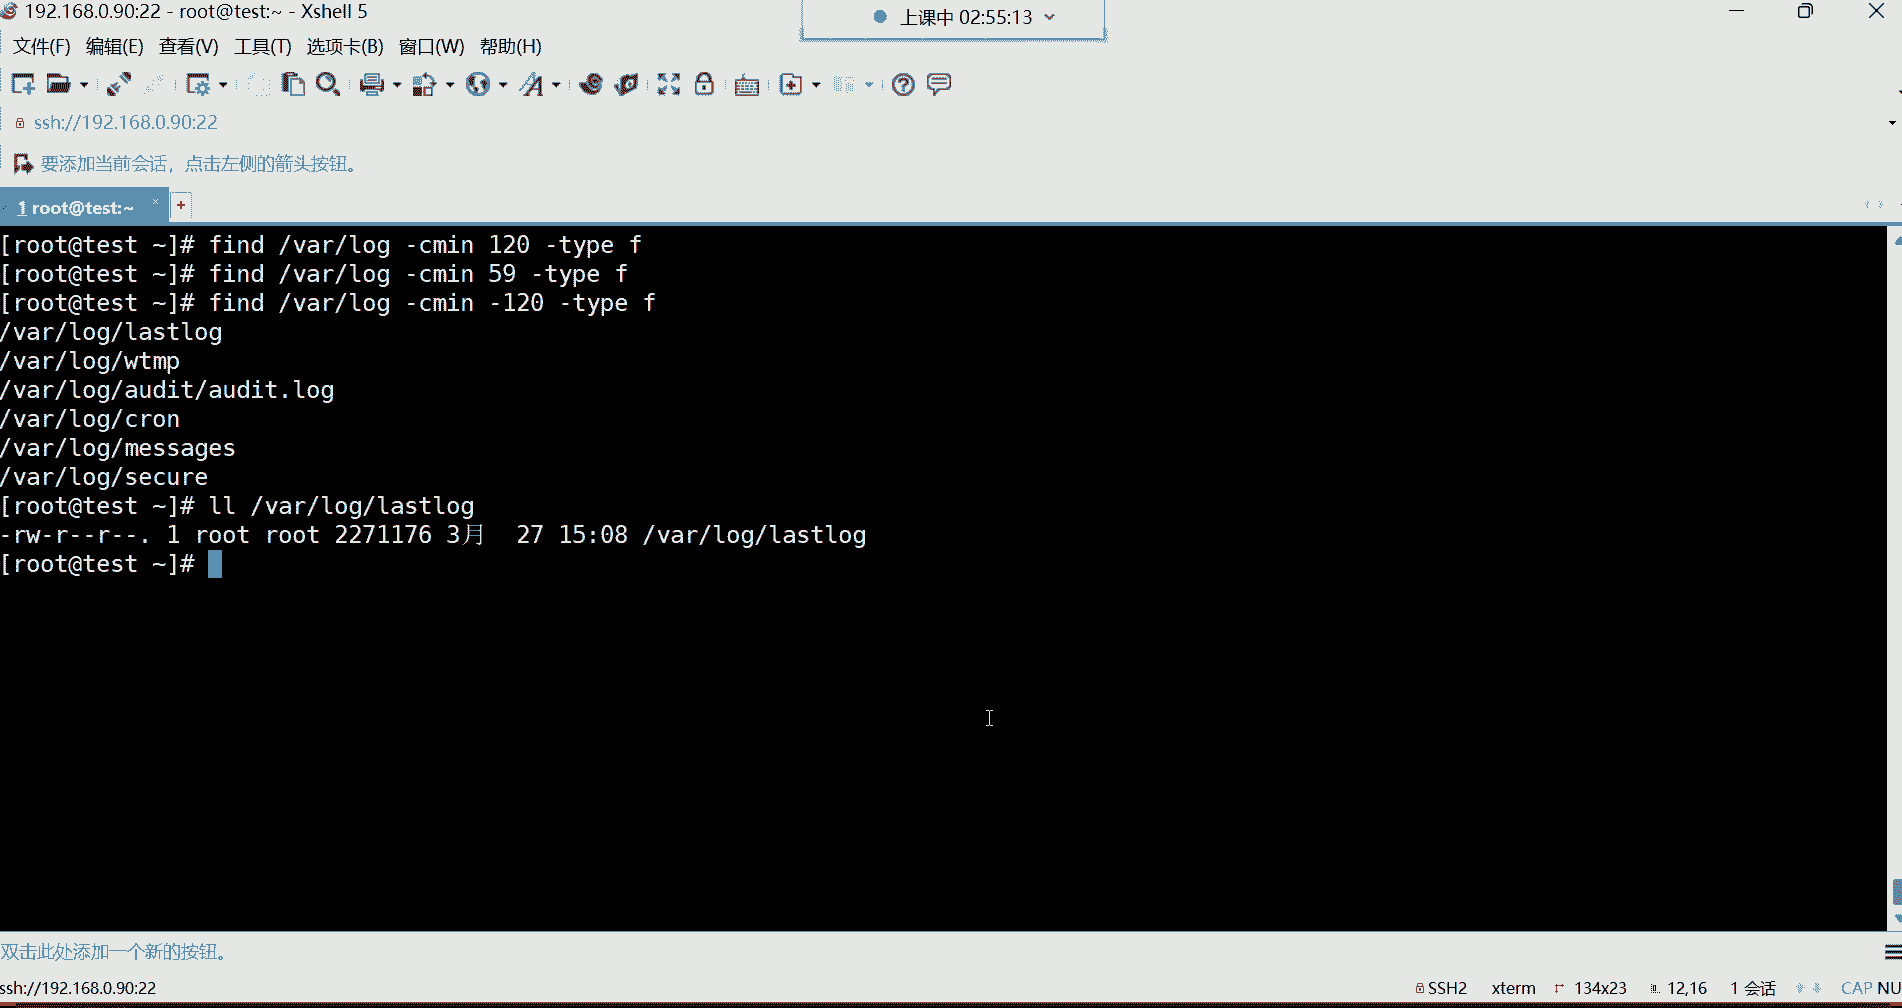 192.168.0.90:22 - root@test:~ - Xshell 5
上课中 02:55:13
文件(F) 编辑(E) 查看(V) 工具(T) 选项卡(B) 窗口(W) 帮助(H)
ssh://192.168.0.90:22
要添加当前会话，点击左侧的箭头按钮。
1 root@test:~ × +
[root@test ~]# find /var/log -cmin 120 -type f
[root@test ~]# find /var/log -cmin 59 -type f
[root@test ~]# find /var/log -cmin -120 -type f
/var/log/lastlog
/var/log/wtmp
/var/log/audit/audit.log
/var/log/cron
/var/log/messages
/var/log/secure
[root@test ~]# ll /var/log/lastlog
-rw-r--r--. 1 root root 2271176 3月  27 15:08 /var/log/lastlog
[root@test ~]#
双击此处添加一个新的按钮。
ssh://192.168.0.90:22 SSH2 xterm 134x23 12,16 1 会话 CAP NU